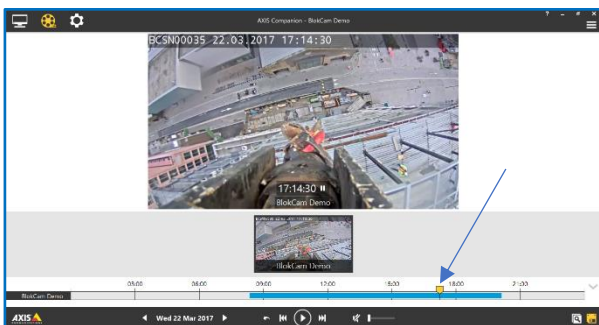 AXIS Companion - BlokCam Demo
BCSN00035 22.03.2017 17:14:30
17:14:30
BlokCam Demo
BlokCam Demo
03:00 06:00 09:00 12:00 15:00 18:00 21:00
BlokCam Demo
AXIS
Wed 22 Mar 2017